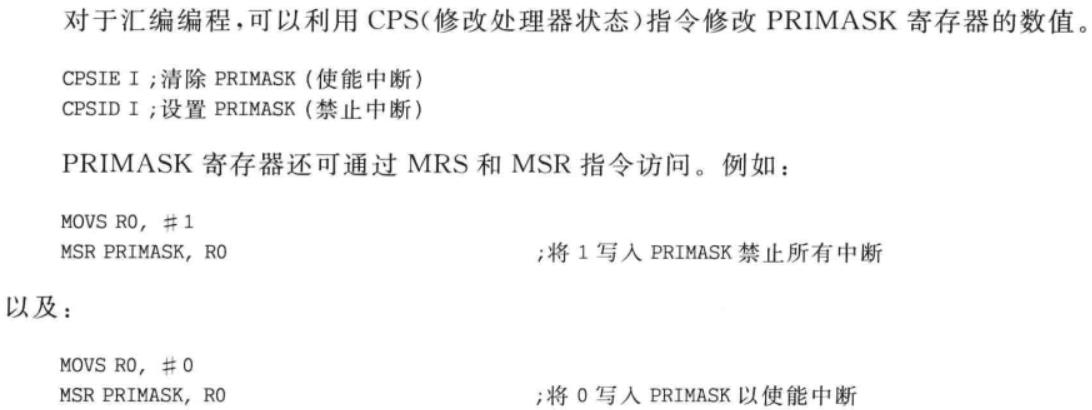 对于汇编编程,可以利用 CPS(修改处理器状态)指令修改 PRIMASK 寄存器的数值。
CPSIE I ;清除 PRIMASK (使能中断)
CPSID I ;设置 PRIMASK (禁止中断)
PRIMASK 寄存器还可通过 MRS 和 MSR 指令访问。例如:
MOVS R0, #1
MSR PRIMASK, R0 ;将 1 写入 PRIMASK 禁止所有中断
以及:
MOVS R0, #0
MSR PRIMASK, R0 ;将 0 写入 PRIMASK 以使能中断